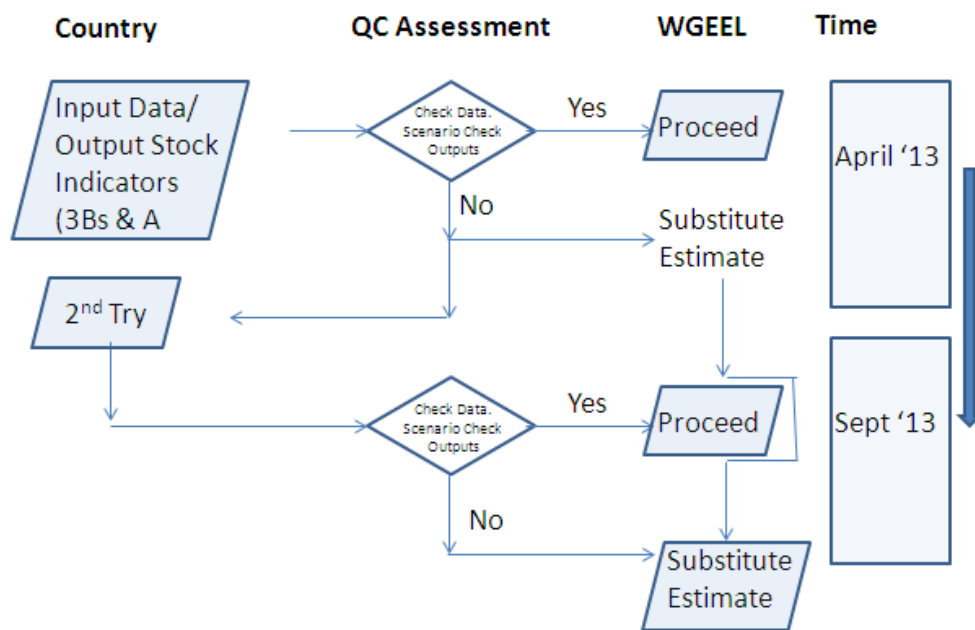 Country
QC Assessment
WGEEL
Time
Input Data/
Output Stock
Indicators
(3Bs & A
Check Data.
Scenario Check
Outputs
Yes
Proceed
April ‘13
No
Substitute
Estimate
2nd Try
Check Data.
Scenario Check
Outputs
Yes
Proceed
Sept ‘13
No
Substitute
Estimate